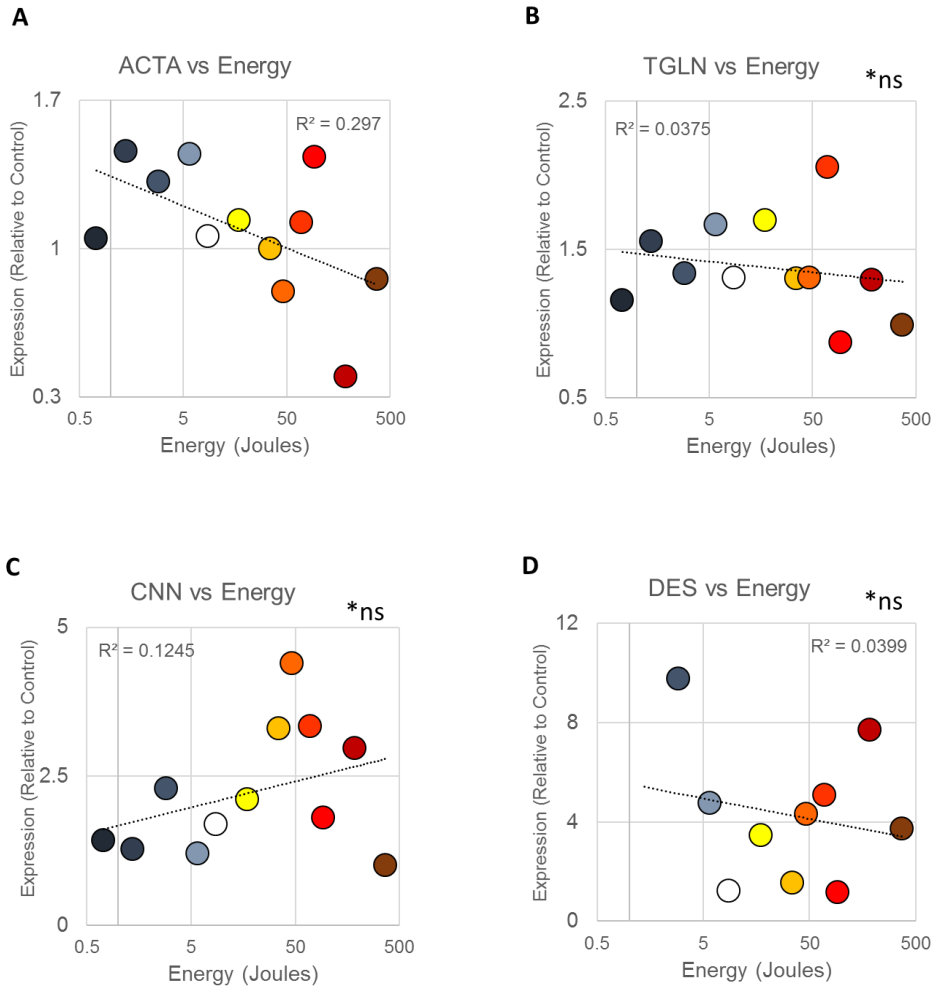 A
ACTA vs Energy
1.7
R² = 0.297
1
0.3
0.5
5
50
500
Expression (Relative to Control)
Energy (Joules)
B
TGLN vs Energy
*ns
2.5
R² = 0.0375
1.5
0.5
0.5
5
50
500
Expression (Relative to Control)
Energy (Joules)
C
CNN vs Energy
*ns
5
R² = 0.1245
2.5
0
0.5
5
50
500
Expression (Relative to Control)
Energy (Joules)
D
DES vs Energy
*ns
12
R² = 0.0399
8
4
0
0.5
5
50
500
Expression (Relative to Control)
Energy (Joules)